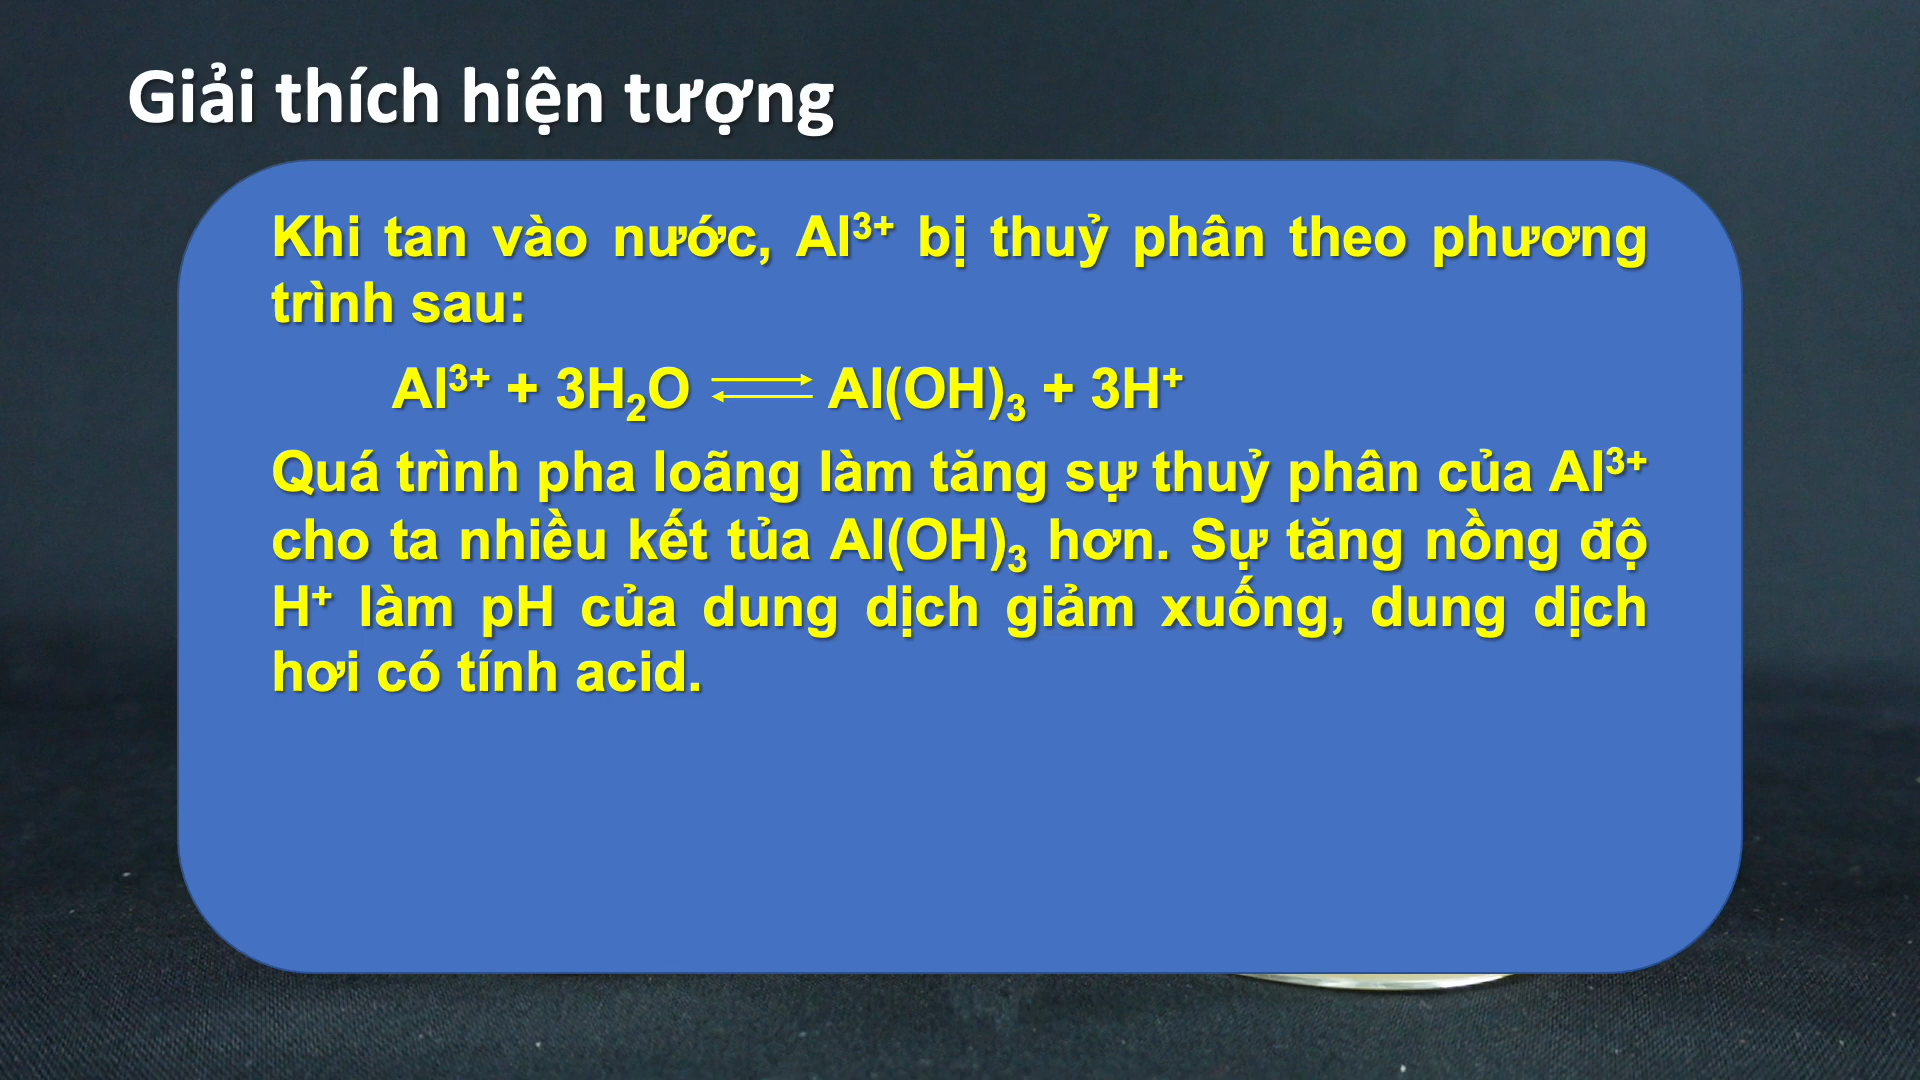 Giải thích hiện tượng
Khi tan vào nước, Al³⁺ bị thuỷ phân theo phương
trình sau:
Al³⁺ + 3H₂O ⇌ Al(OH)₃ + 3H⁺
Quá trình pha loãng làm tăng sự thuỷ phân của Al³⁺
cho ta nhiều kết tủa Al(OH)₃ hơn. Sự tăng nồng độ
H⁺ làm pH của dung dịch giảm xuống, dung dịch
hơi có tính acid.